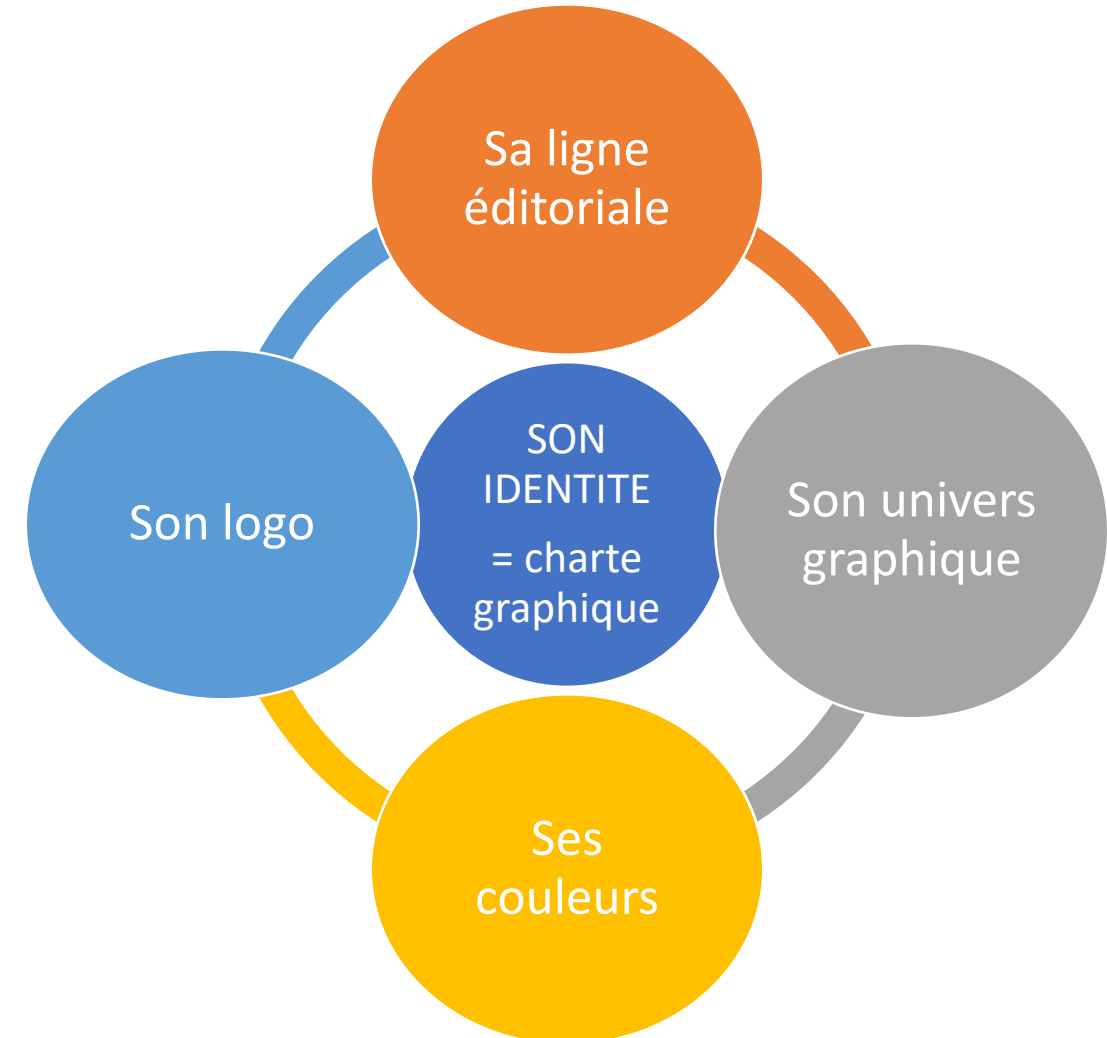 Sa ligne
éditoriale
Son logo
SON
IDENTITE
= charte
graphique
Son univers
graphique
Ses
couleurs